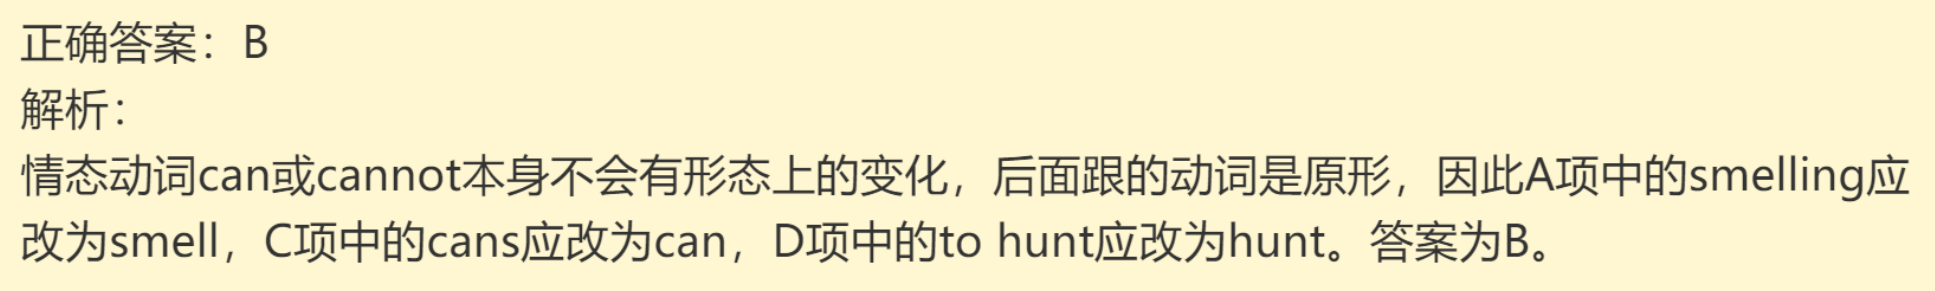 正确答案：B
解析：
情态动词can或cannot本身不会有形态上的变化，后面跟的动词是原形，因此A项中的smelling应
改为smell，C项中的cans应改为can，D项中的to hunt应改为hunt。答案为B。